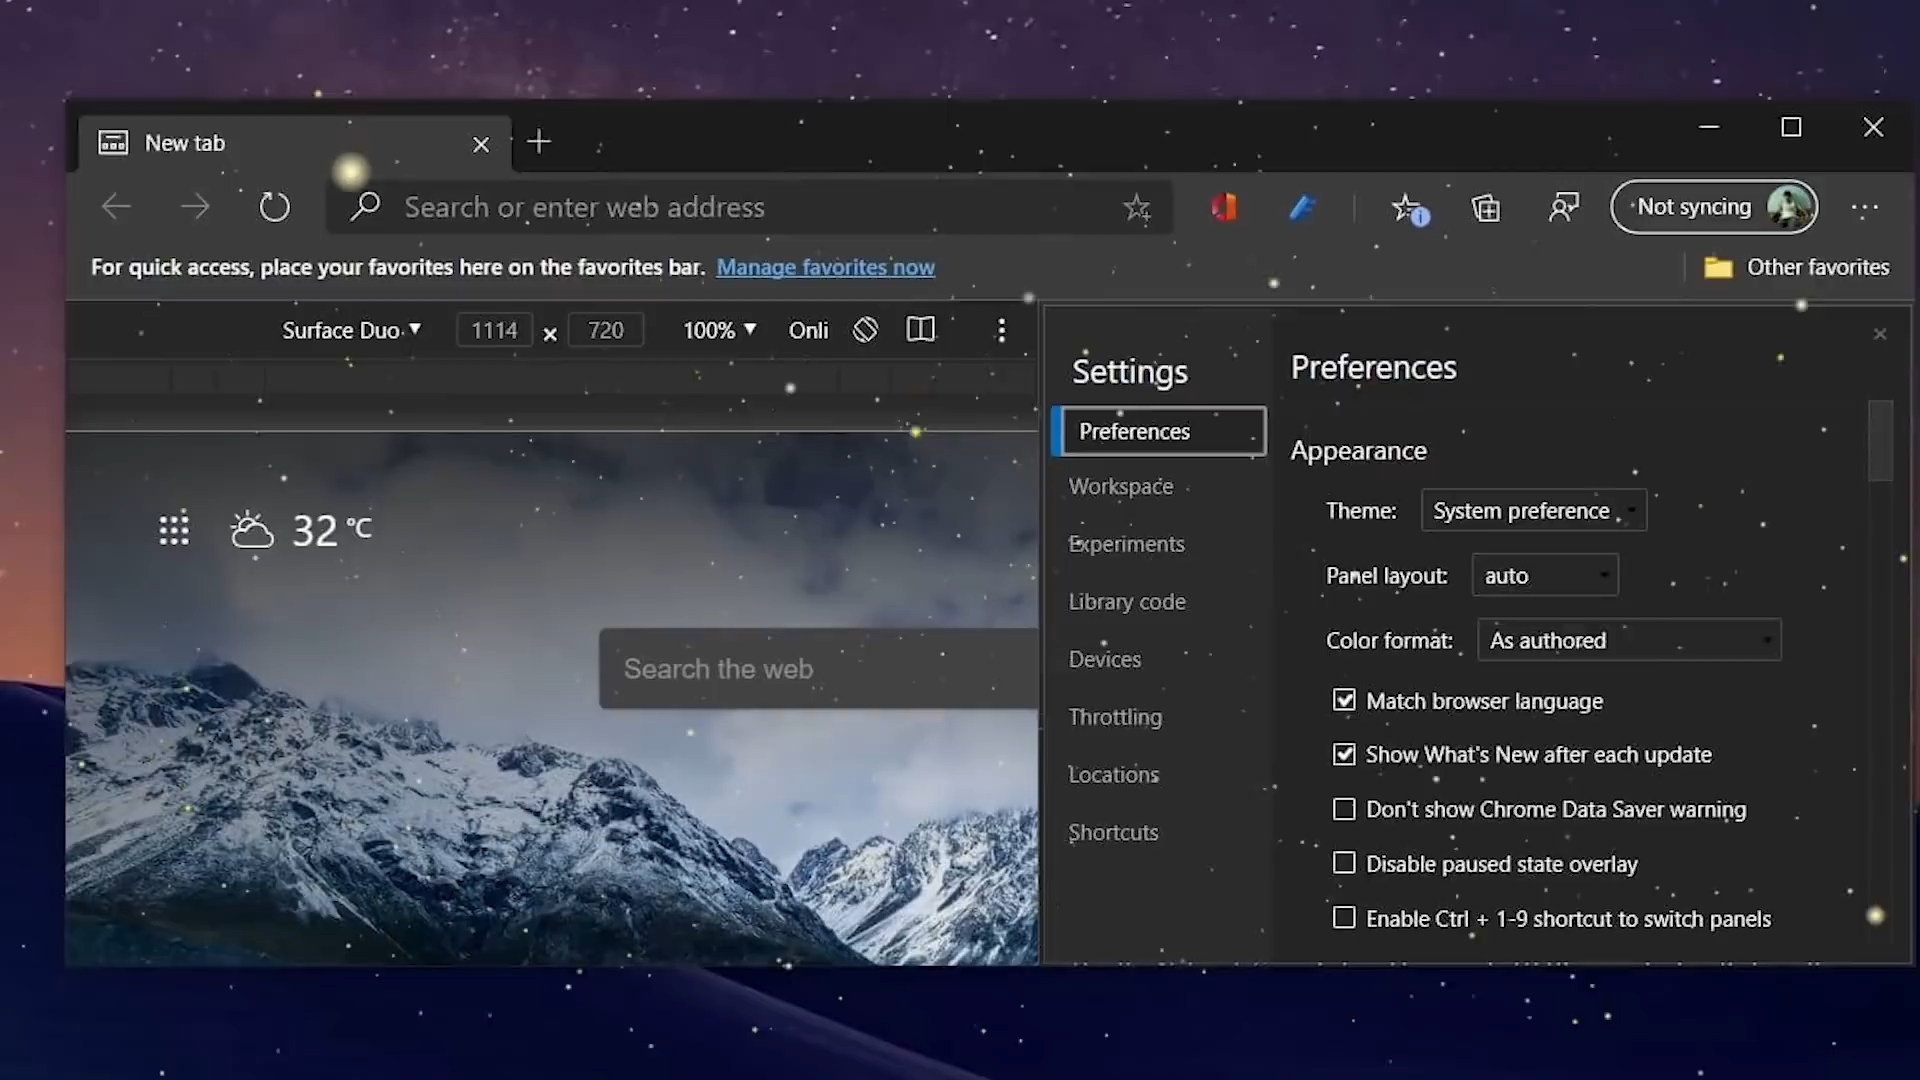 New tab
Search or enter web address
Not syncing
For quick access, place your favorites here on the favorites bar. Manage favorites now
Other favorites
Surface Duo 1114 x 720 100% Onli
Settings
Preferences
Workspace
Experiments
Library code
Devices
Throttling
Locations
Shortcuts
Preferences
Appearance
Theme: System preference
Panel layout: auto
Color format: As authored
Match browser language
Show What's New after each update
Don't show Chrome Data Saver warning
Disable paused state overlay
Enable Ctrl + 1-9 shortcut to switch panels
32 °C
Search the web